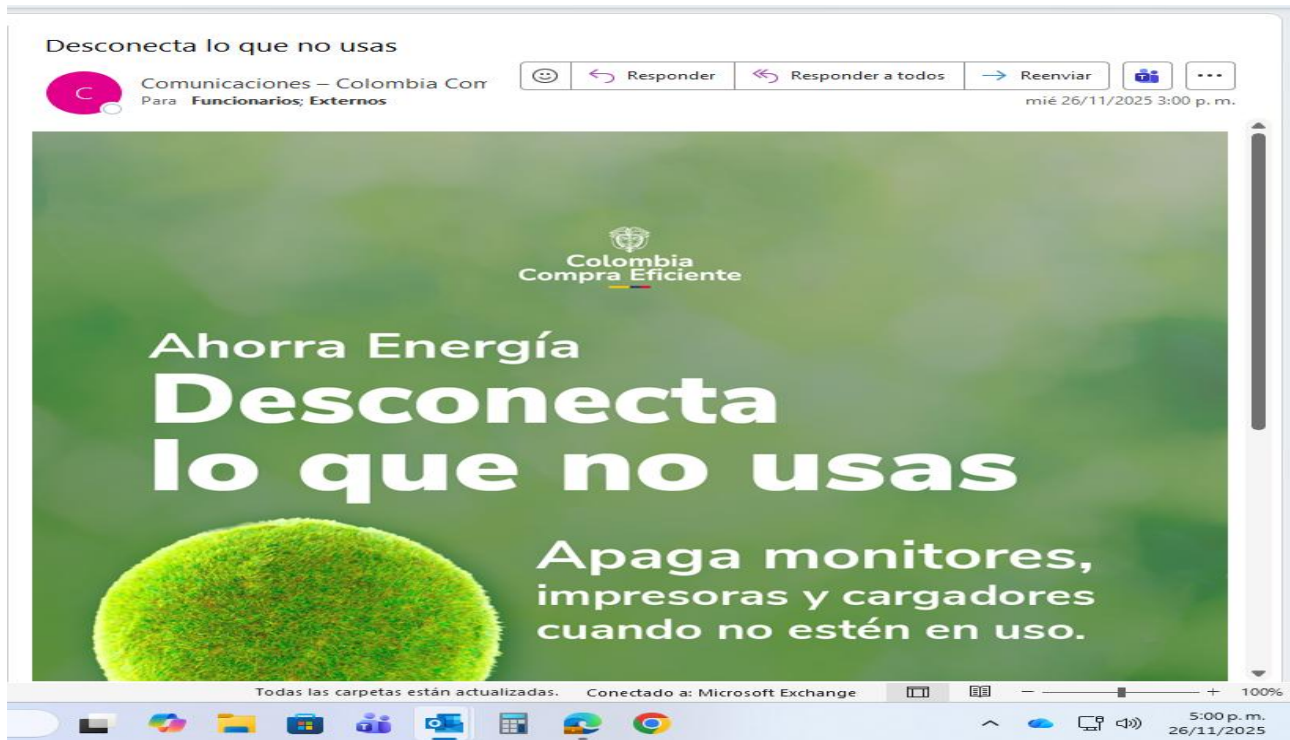 Desconecta lo que no usas
C
Comunicaciones – Colombia Com
Responder
Responder a todos
Reenviar
Para Funcionarios; Externos
mié 26/11/2025 3:00 p. m.
Colombia
Compra Eficiente
Ahorra Energía
Desconecta
lo que no usas
Apaga monitores,
impresoras y cargadores
cuando no estén en uso.
Todas las carpetas están actualizadas. Conectado a: Microsoft Exchange
100%
5:00 p. m.
26/11/2025